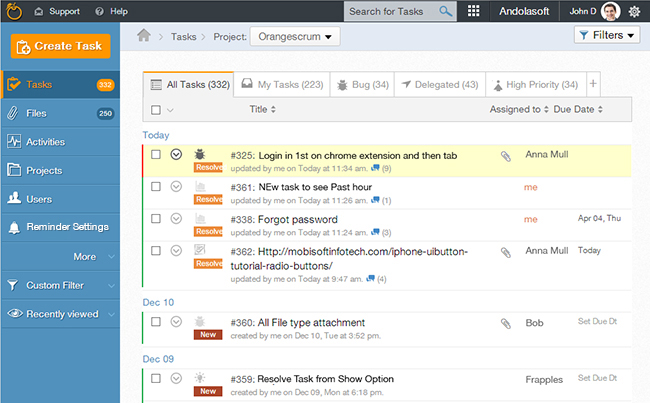 Support
Help
Search for Tasks
Andolasoft
John D
Create Task
Tasks > Project: Orangescrum
Filters
Tasks 332
Files 250
Activities
Projects
Users
Reminder Settings
More
Custom Filter
Recently viewed
All Tasks (332)
My Tasks (223)
Bug (34)
Delegated (43)
High Priority (34)
+
Title
Assigned to
Due Date
Today
#325: Login in 1st on chrome extension and then tab
Anna Mull
Resolve
updated by me on Today at 11:34 am. (9)
#361: NEw task to see Past hour
me
Resolve
updated by me on Today at 11:26 am. (1)
#338: Forgot password
me
Apr 04, Thu
Resolve
updated by me on Today at 11:24 am. (3)
#362: Http://mobisoftinfotech.com/iphone-uibutton-
tutorial-radio-buttons/
Anna Mull
Today
Resolve
updated by me on Today at 9:47 am. (4)
Dec 10
#360: All File type attachment
Bob
Set Due Dt
New
created by me on Dec 10, Tue at 3:52 pm.
Dec 09
#359: Resolve Task from Show Option
Frapples
Set Due Dt
New
created by me on Dec 09, Mon at 6:18 pm.